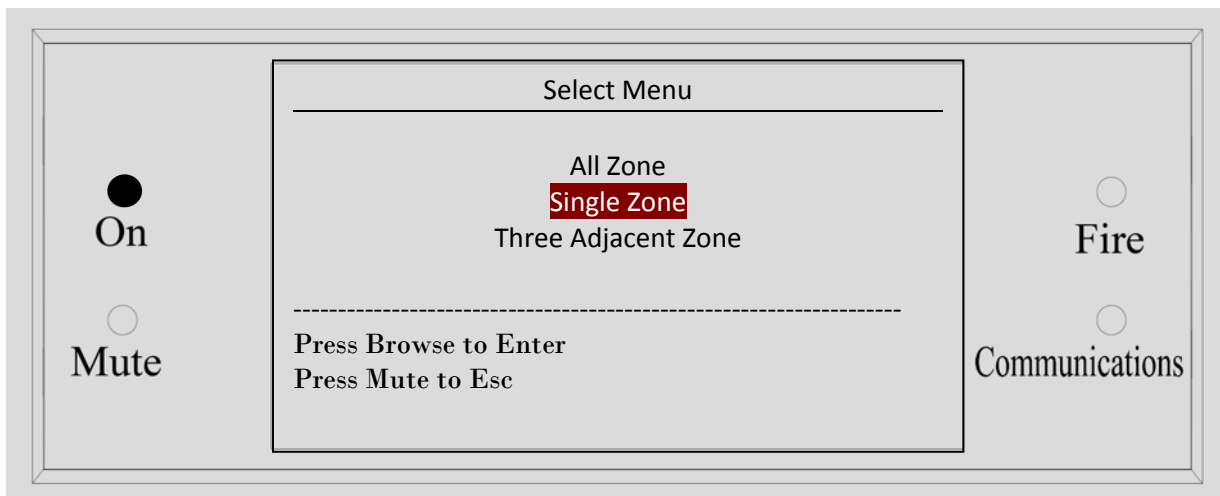 Select Menu
All Zone
Single Zone
Three Adjacent Zone
--------------------------------------------------------------------
Press Browse to Enter
Press Mute to Esc
On
Mute
Fire
Communications